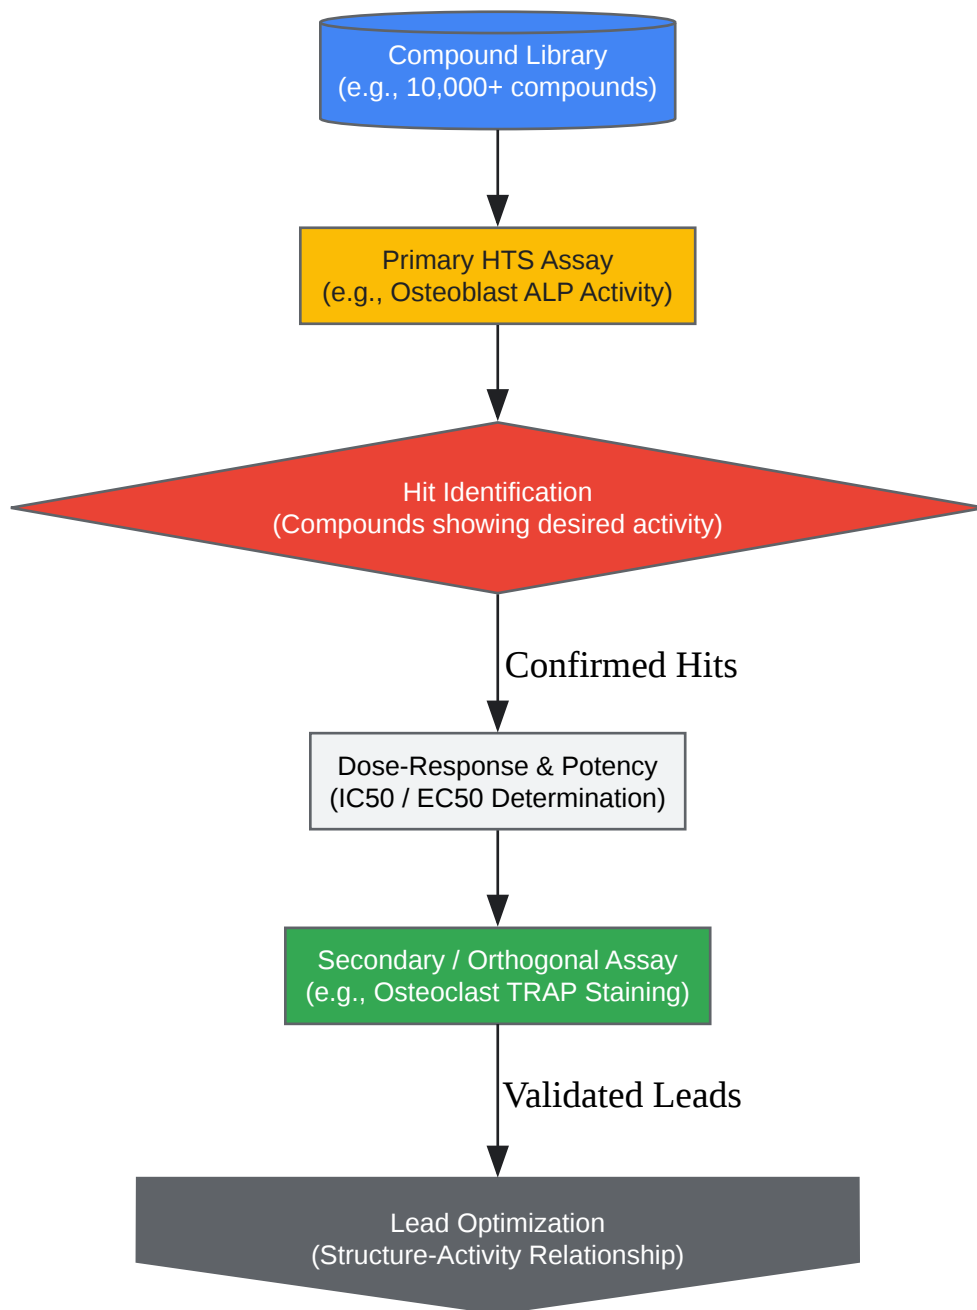 Compound Library
(e.g., 10,000+ compounds)
Primary HTS Assay
(e.g., Osteoblast ALP Activity)
Hit Identification
(Compounds showing desired activity)
Confirmed Hits
Dose-Response & Potency
(IC50 / EC50 Determination)
Secondary / Orthogonal Assay
(e.g., Osteoclast TRAP Staining)
Validated Leads
Lead Optimization
(Structure-Activity Relationship)